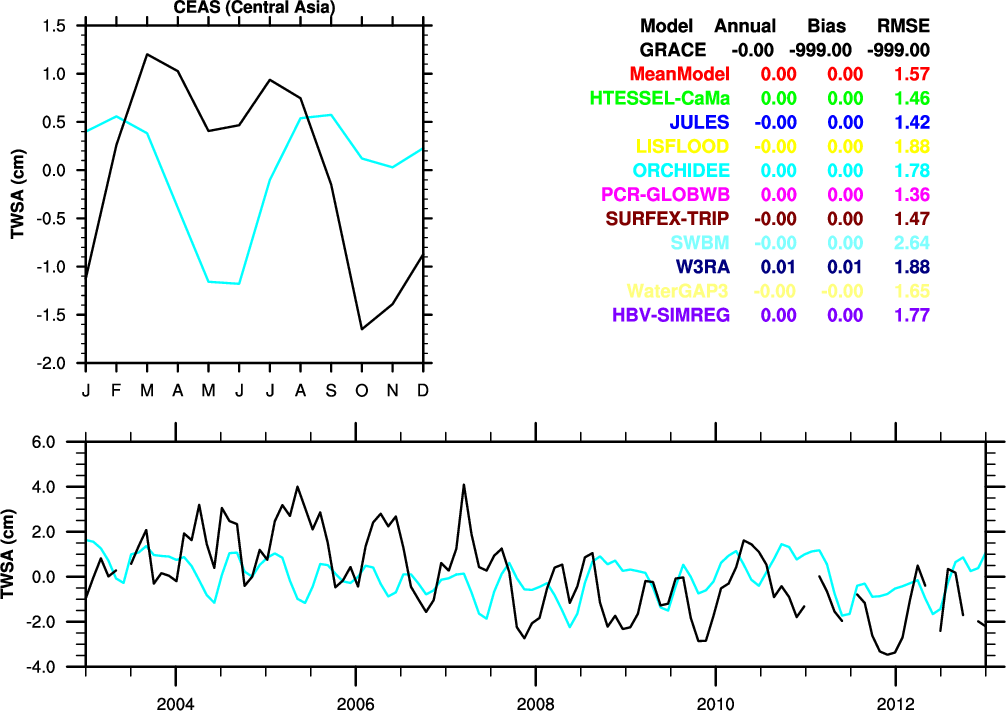 CEAS (Central Asia)
1.5
1.0
0.5
0.0
-0.5
-1.0
-1.5
-2.0
TWSA (cm)
J F M A M J J A S O N D
Model Annual Bias RMSE
GRACE -0.00 -999.00 -999.00
MeanModel 0.00 0.00 1.57
HTESSEL-CaMa 0.00 0.00 1.46
JULES -0.00 0.00 1.42
LISFLOOD -0.00 0.00 1.88
ORCHIDEE 0.00 0.00 1.78
PCR-GLOBWB 0.00 0.00 1.36
SURFEX-TRIP -0.00 0.00 1.47
SWBM -0.00 0.00 2.64
W3RA 0.01 0.01 1.88
WaterGAP3 -0.00 -0.00 1.65
HBV-SIMREG 0.00 0.00 1.77
6.0
4.0
2.0
0.0
-2.0
-4.0
TWSA (cm)
2004 2006 2008 2010 2012